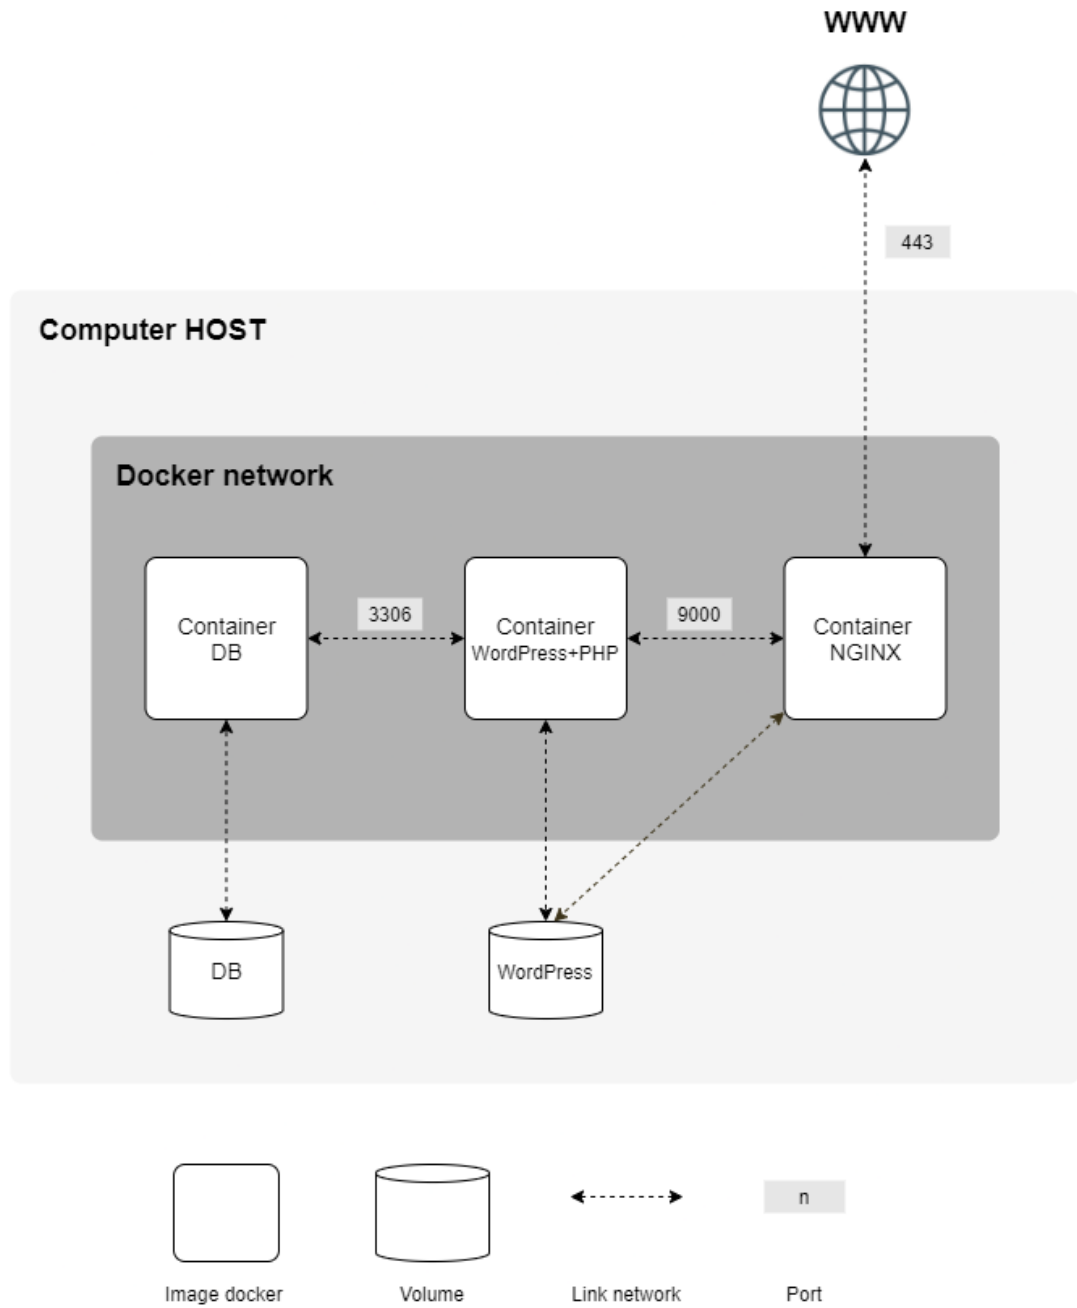 WWW
443
Computer HOST
Docker network
Container
DB
3306
Container
WordPress+PHP
9000
Container
NGINX
DB
WordPress
n
Image docker
Volume
Link network
Port